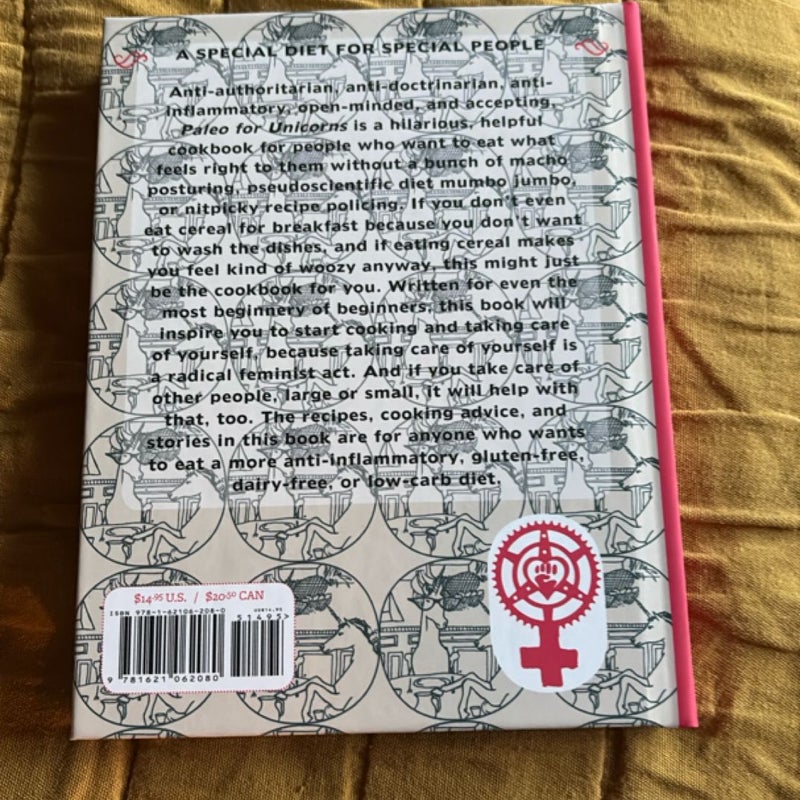 A SPECIAL DIET FOR SPECIAL PEOPLE
Anti-authoritarian, anti-doctrinarian, anti-
inflammatory, open-minded, and accepting,
Paleo for Unicorns is a hilarious, helpful
cookbook for people who want to eat what
feels right to them without a bunch of macho
posturing, pseudoscientific diet mumbo jumbo,
or nitpicky recipe policing. If you don't even
eat cereal for breakfast because you don't want
to wash the dishes, and if eating cereal makes
you feel kind of woozy anyway, this might just
be the cookbook for you. Written for even the
most beginnery of beginners, this book will
inspire you to start cooking and taking care
of yourself, because taking care of yourself is
a radical feminist act. And if you take care of
other people, large or small, it will help with
that, too. The recipes, cooking advice, and
stories in this book are for anyone who wants
to eat a more anti-inflammatory, gluten-free,
dairy-free, or low-carb diet.
$14.95 U.S. / $20.60 CAN
ISBN 978-1-62106-208-0
51495>
9 781621 062080